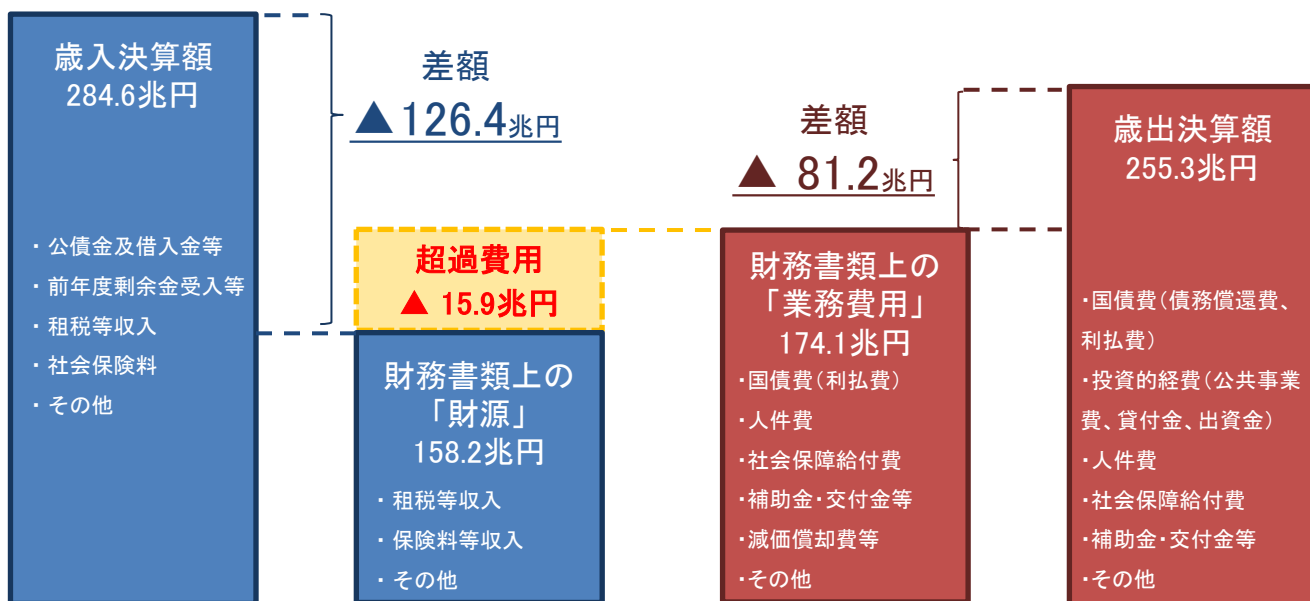 歳入決算額
284.6兆円
・公債金及借入金等
・前年度剰余金受入等
・租税等収入
・社会保険料
・その他
差額
▲126.4兆円
超過費用
▲ 15.9兆円
財務書類上の
「財源」
158.2兆円
・租税等収入
・保険料等収入
・その他
差額
▲ 81.2兆円
財務書類上の
「業務費用」
174.1兆円
・国債費(利払費)
・人件費
・社会保障給付費
・補助金・交付金等
・減価償却費等
・その他
歳出決算額
255.3兆円
・国債費(債務償還費、
利払費)
・投資的経費(公共事業
費、貸付金、出資金)
・人件費
・社会保障給付費
・補助金・交付金等
・その他